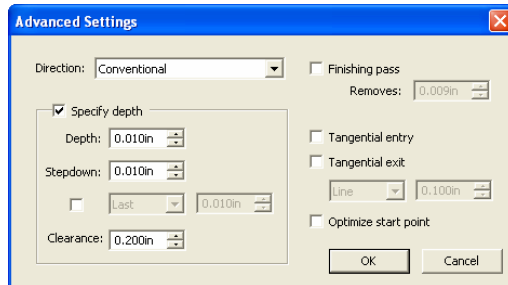 Advanced Settings
Direction: Conventional
Finishing pass
Removes: 0.009in
Specify depth
Depth: 0.010in
Tangential entry
Stepdown: 0.010in
Tangential exit
Last 0.010in
Line 0.100in
Clearance: 0.200in
Optimize start point
OK Cancel